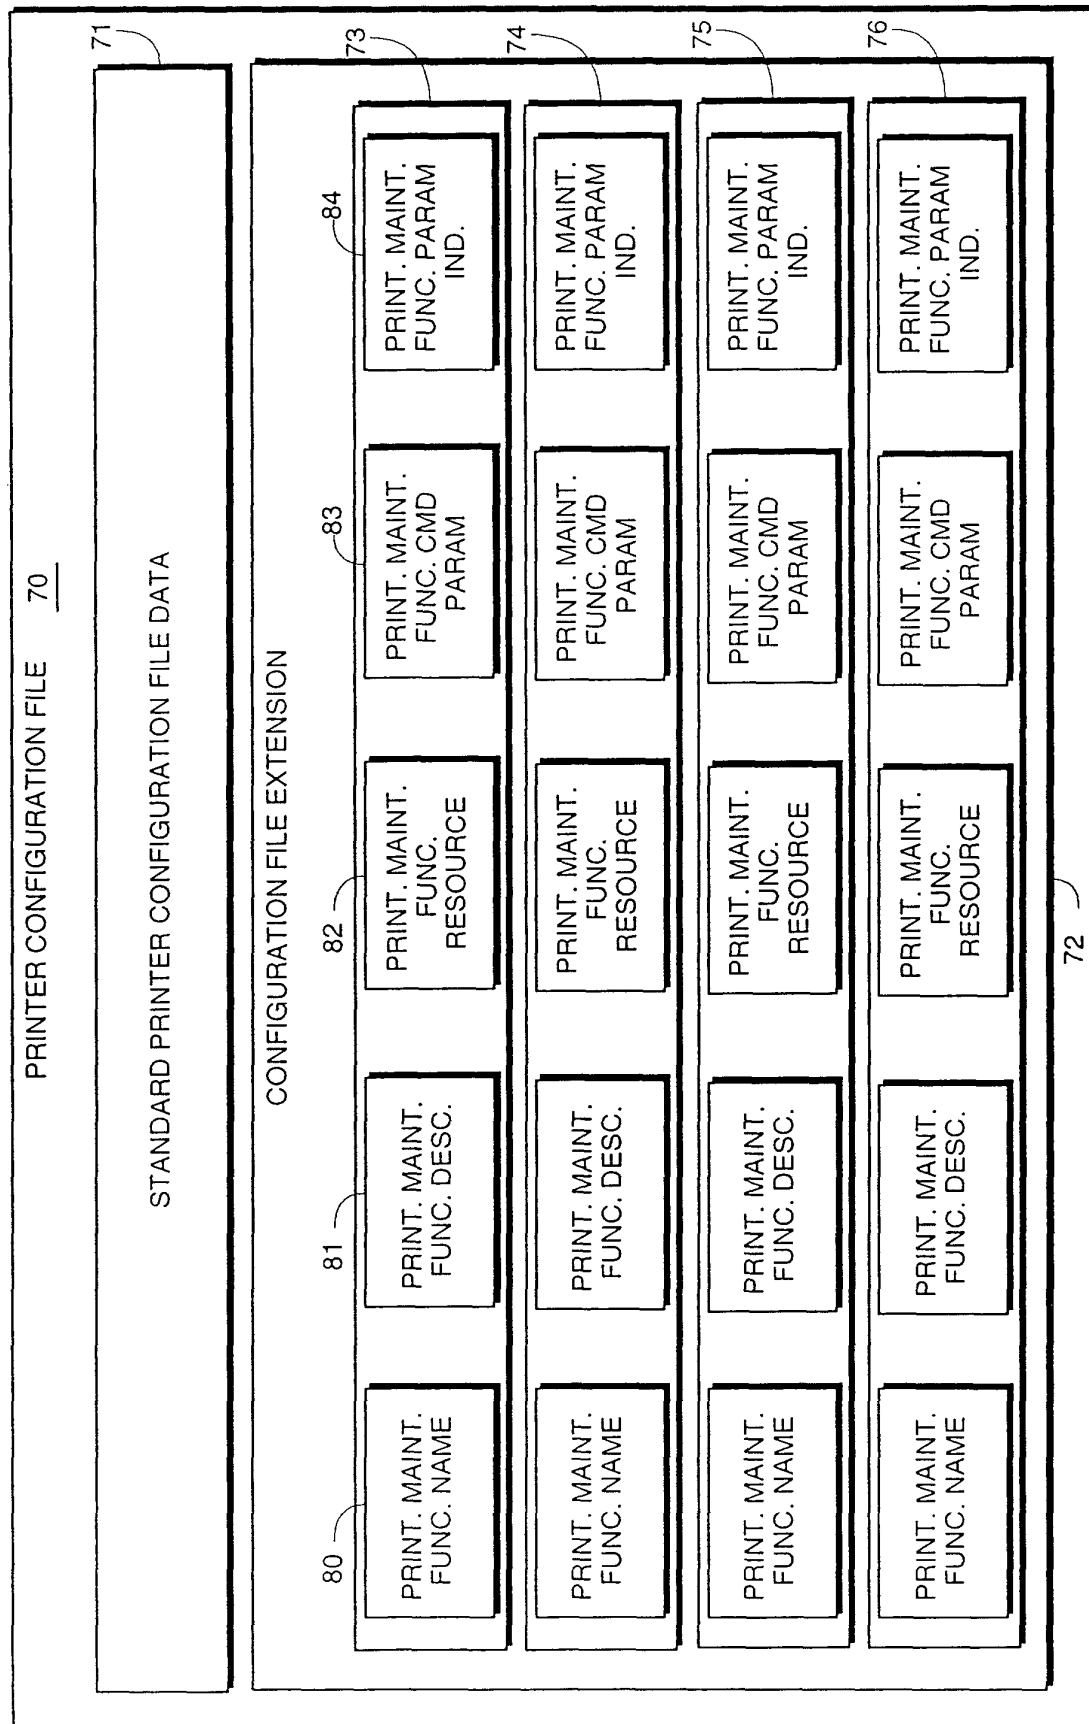 PRINTER CONFIGURATION FILE 70
71
STANDARD PRINTER CONFIGURATION FILE DATA
CONFIGURATION FILE EXTENSION
73
80
81
82
83
84
PRINT. MAINT.
FUNC. NAME
PRINT. MAINT.
FUNC. DESC.
PRINT. MAINT.
FUNC.
RESOURCE
PRINT. MAINT.
FUNC. CMD
PARAM
PRINT. MAINT.
FUNC. PARAM
IND.
74
PRINT. MAINT.
FUNC. NAME
PRINT. MAINT.
FUNC. DESC.
PRINT. MAINT.
FUNC.
RESOURCE
PRINT. MAINT.
FUNC. CMD
PARAM
PRINT. MAINT.
FUNC. PARAM
IND.
75
PRINT. MAINT.
FUNC. NAME
PRINT. MAINT.
FUNC. DESC.
PRINT. MAINT.
FUNC.
RESOURCE
PRINT. MAINT.
FUNC. CMD
PARAM
PRINT. MAINT.
FUNC. PARAM
IND.
76
PRINT. MAINT.
FUNC. NAME
PRINT. MAINT.
FUNC. DESC.
PRINT. MAINT.
FUNC.
RESOURCE
PRINT. MAINT.
FUNC. CMD
PARAM
PRINT. MAINT.
FUNC. PARAM
IND.
72